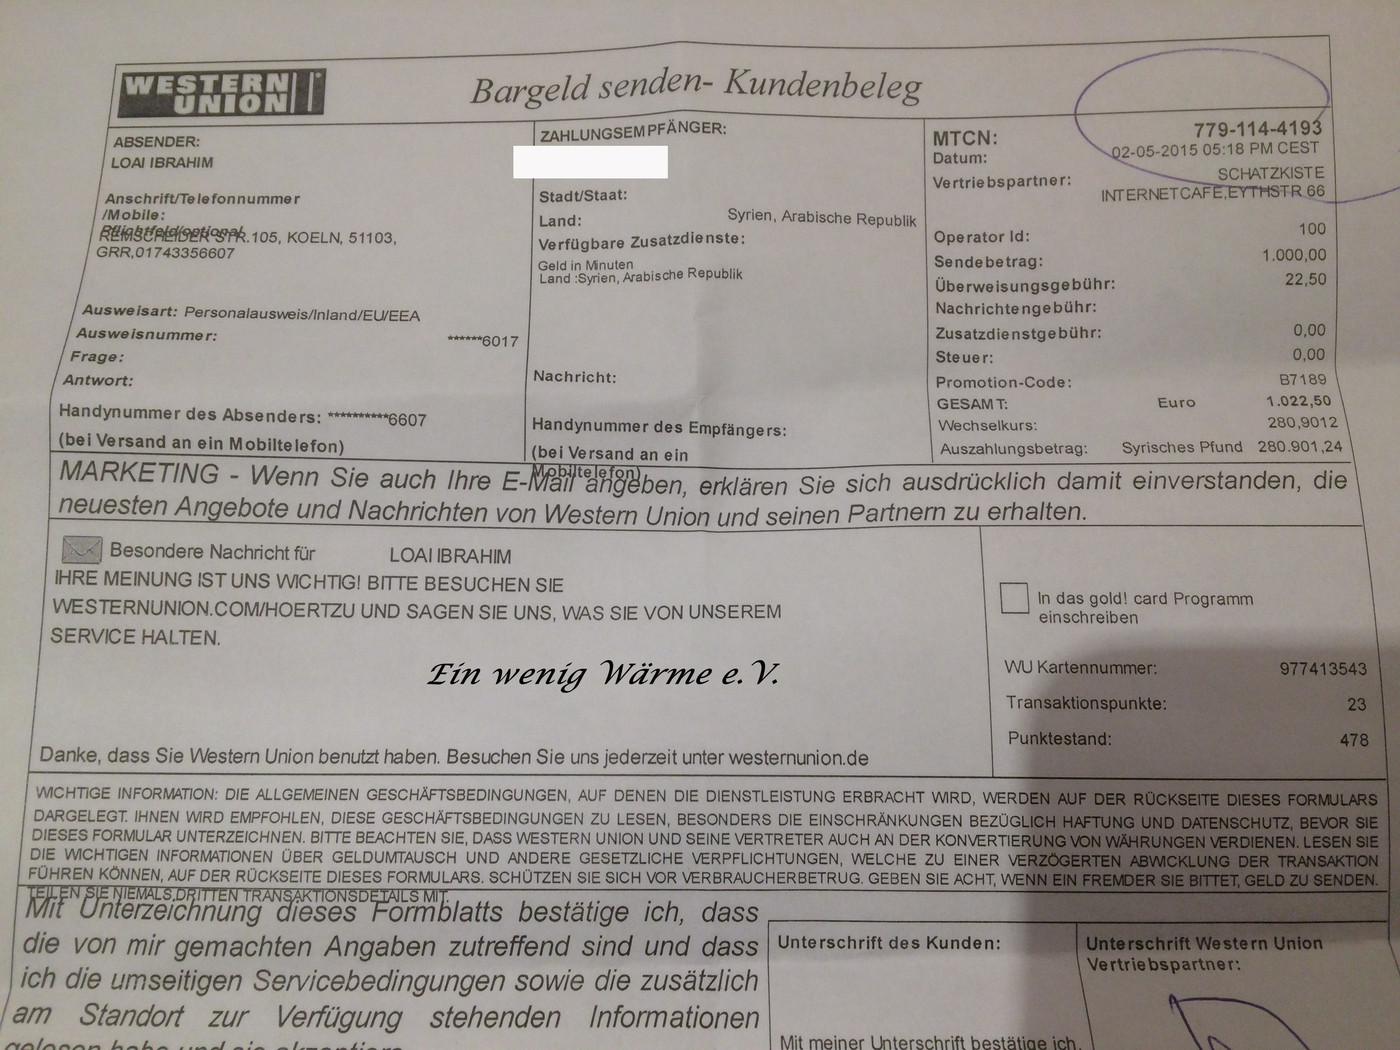 WESTERN UNION
Bargeld senden- Kundenbeleg
ABSENDER:
LOAI IBRAHIM
Anschrift/Telefonnummer
/Mobile:
Pflichtfeld/optional
REMSCHEIDER STR.105, KOELN, 51103,
GRR,01743356607
Ausweisart: Personalausweis/Inland/EU/EEA
Ausweisnummer: ******6017
Frage:
Antwort:
Handynummer des Absenders: **********6607
(bei Versand an ein Mobiltelefon)
ZAHLUNGSEMPFÄNGER:
Stadt/Staat:
Land: Syrien, Arabische Republik
Verfügbare Zusatzdienste:
Geld in Minuten
Land :Syrien, Arabische Republik
Nachricht:
Handynummer des Empfängers:
(bei Versand an ein
Mobiltelefon)
MTCN: 779-114-4193
Datum: 02-05-2015 05:18 PM CEST
Vertriebspartner: SCHATZKISTE
INTERNETCAFE,EYTHSTR 66
Operator Id: 100
Sendebetrag: 1.000,00
Überweisungsgebühr: 22,50
Nachrichtengebühr:
Zusatzdienstgebühr: 0,00
Steuer: 0,00
Promotion-Code: B7189
GESAMT: Euro 1.022,50
Wechselkurs: 280,9012
Auszahlungsbetrag: Syrisches Pfund 280.901,24
MARKETING - Wenn Sie auch Ihre E-Mail angeben, erklären Sie sich ausdrücklich damit einverstanden, die
neuesten Angebote und Nachrichten von Western Union und seinen Partnern zu erhalten.
Besondere Nachricht für LOAI IBRAHIM
IHRE MEINUNG IST UNS WICHTIG! BITTE BESUCHEN SIE
WESTERNUNION.COM/HOERTZU UND SAGEN SIE UNS, WAS SIE VON UNSEREM
SERVICE HALTEN.
Ein wenig Wärme e.V.
Danke, dass Sie Western Union benutzt haben. Besuchen Sie uns jederzeit unter westernunion.de
In das gold! card Programm
einschreiben
WU Kartennummer: 977413543
Transaktionspunkte: 23
Punktestand: 478
WICHTIGE INFORMATION: DIE ALLGEMEINEN GESCHÄFTSBEDINGUNGEN, AUF DENEN DIE DIENSTLEISTUNG ERBRACHT WIRD, WERDEN AUF DER RÜCKSEITE DIESES FORMULARS
DARGELEGT. IHNEN WIRD EMPFOHLEN, DIESE GESCHÄFTSBEDINGUNGEN ZU LESEN, BESONDERS DIE EINSCHRÄNKUNGEN BEZÜGLICH HAFTUNG UND DATENSCHUTZ, BEVOR SIE
DIESES FORMULAR UNTERZEICHNEN. BITTE BEACHTEN SIE, DASS WESTERN UNION UND SEINE VERTRETER AUCH AN DER KONVERTIERUNG VON WÄHRUNGEN VERDIENEN. LESEN SIE
DIE WICHTIGEN INFORMATIONEN ÜBER GELDUMTAUSCH UND ANDERE GESETZLICHE VERPFLICHTUNGEN, WELCHE ZU EINER VERZÖGERTEN ABWICKLUNG DER TRANSAKTION
FÜHREN KÖNNEN, AUF DER RÜCKSEITE DIESES FORMULARS. SCHÜTZEN SIE SICH VOR VERBRAUCHERBETRUG. GEBEN SIE ACHT, WENN EIN FREMDER SIE BITTET, GELD ZU SENDEN.
TEILEN SIE NIEMALS DRITTEN TRANSAKTIONSDETAILS MIT.
Mit Unterzeichnung dieses Formblatts bestätige ich, dass
die von mir gemachten Angaben zutreffend sind und dass
ich die umseitigen Servicebedingungen sowie die zusätzlich
am Standort zur Verfügung stehenden Informationen
gelesen habe und sie akzeptiere
Unterschrift des Kunden:
Mit meiner Unterschrift bestätige ich,
Unterschrift Western Union
Vertriebspartner: